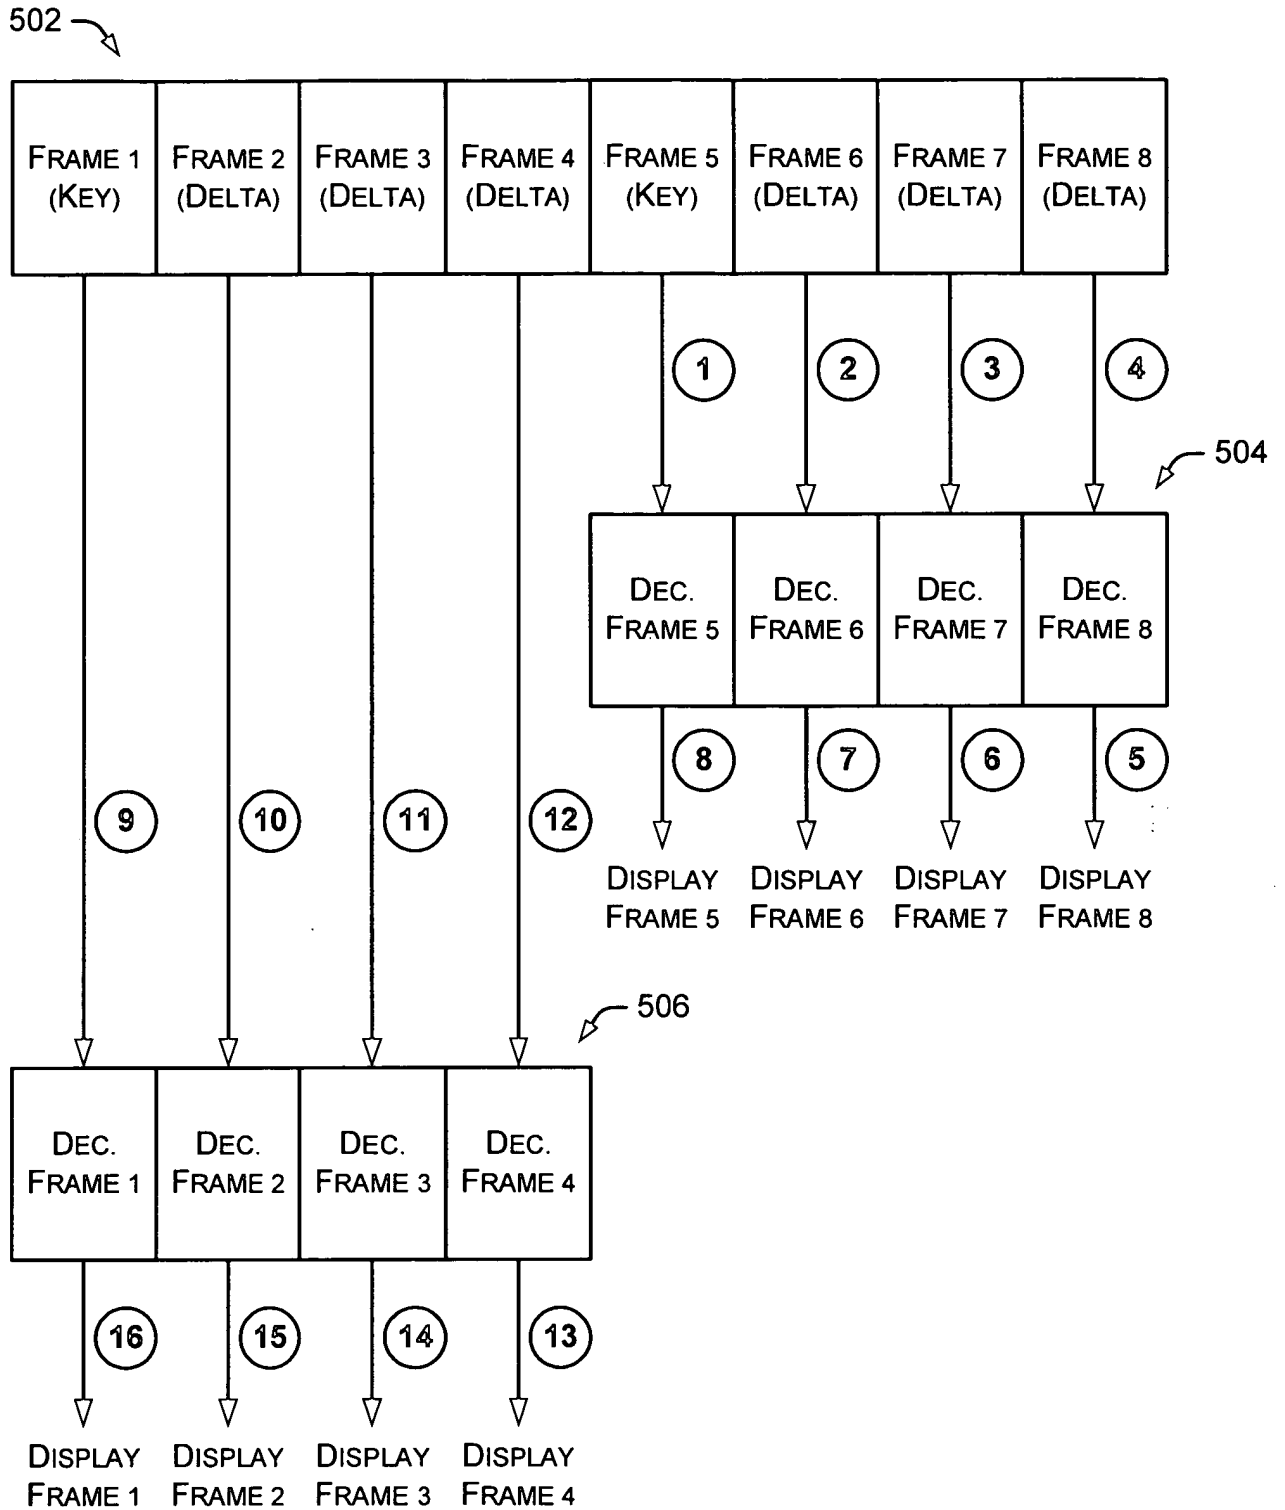 502
FRAME 1 FRAME 2 FRAME 3 FRAME 4 FRAME 5 FRAME 6 FRAME 7 FRAME 8
(KEY) (DELTA) (DELTA) (DELTA) (KEY) (DELTA) (DELTA) (DELTA)
1 2 3 4
504
DEC. DEC. DEC. DEC.
FRAME 5 FRAME 6 FRAME 7 FRAME 8
8 7 6 5
9 10 11 12
DISPLAY DISPLAY DISPLAY DISPLAY
FRAME 5 FRAME 6 FRAME 7 FRAME 8
506
DEC. DEC. DEC. DEC.
FRAME 1 FRAME 2 FRAME 3 FRAME 4
16 15 14 13
DISPLAY DISPLAY DISPLAY DISPLAY
FRAME 1 FRAME 2 FRAME 3 FRAME 4